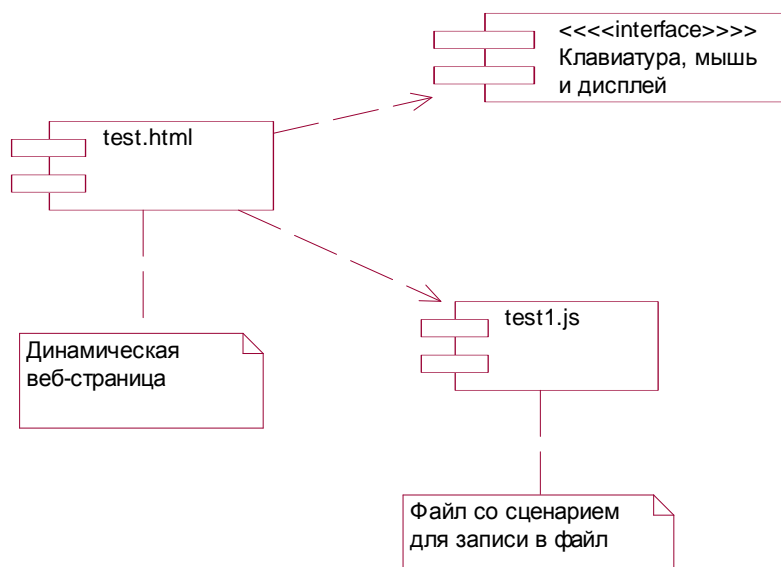 <<<<interface>>>>
Клавиатура, мышь
и дисплей
test.html
test1.js
Динамическая
веб-страница
Файл со сценарием
для записи в файл